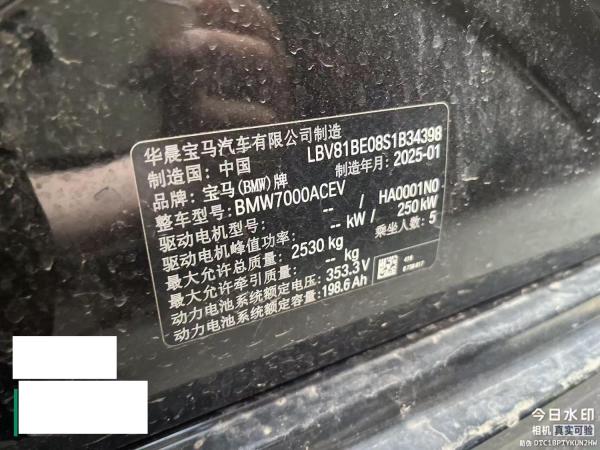 华晨宝马汽车有限公司制造
制造国: 中国 LBV81BE08S1B34398
品牌: 宝马(BMW)牌 制造年月: 2025-01
整车型号: BMW7000ACEV
驱动电机型号: -- / HA0001N0
驱动电机峰值功率: -- kW/ 250 kW
最大允许总质量: 2530 kg 乘坐人数: 5
最大允许牵引质量: -- kg
动力电池系统额定电压: 353.3 V
动力电池系统额定容量: 198.6 Ah
今日水印
相机 真实可验
防伪 DTC18PTYKUN2HW